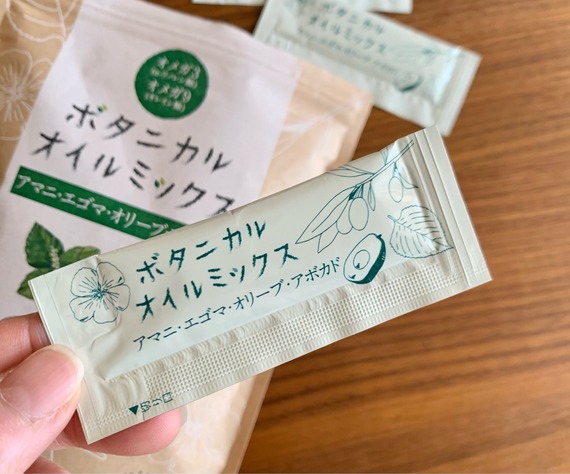 オメガ3
オメガ9
ボタニカル
オイルミックス
アマニ・エゴマ・オリーブ
ボタニカル
オイルミックス
ボタニカル
オイルミックス
アマニ・エゴマ・オリーブ・アボカド
▼切り口